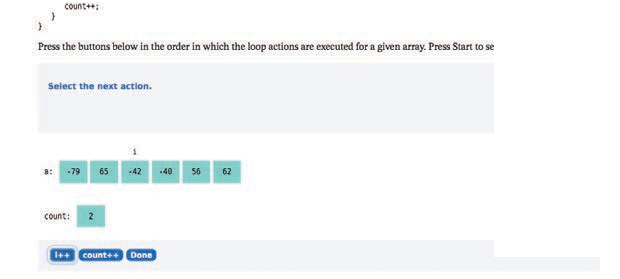 count++;
}
}
Press the buttons below in the order in which the loop actions are executed for a given array. Press Start to se
Select the next action.
i
a: -79 65 -42 -40 56 62
count: 2
i++ count++ Done